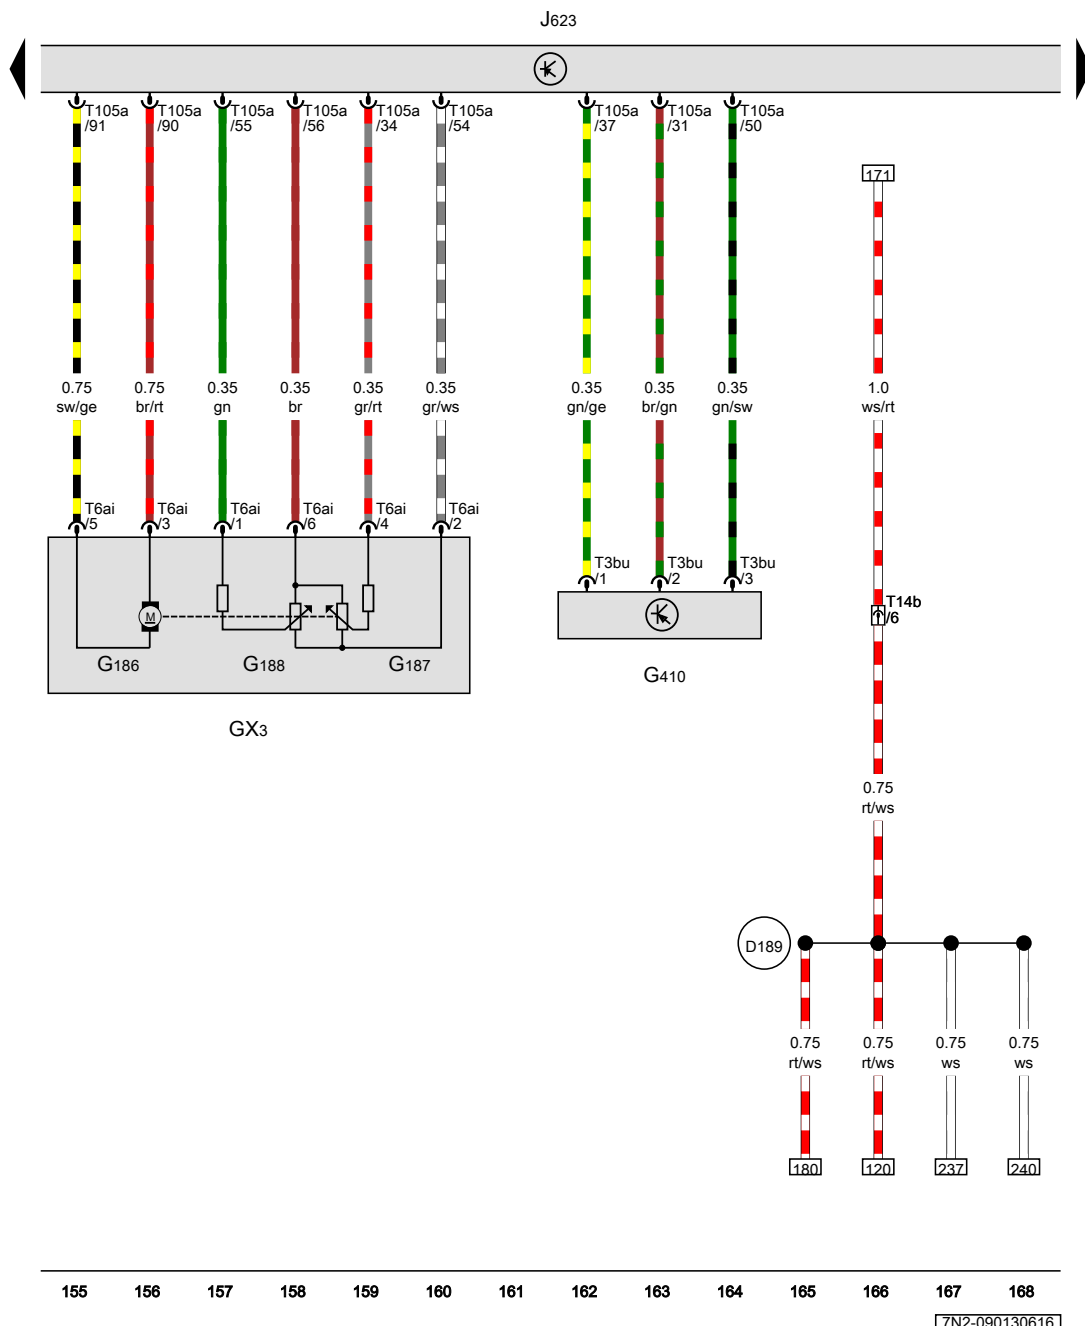 J623
T105a T105a T105a T105a T105a T105a T105a T105a T105a
/91 /90 /55 /56 /34 /54 /37 /31 /50
171
0.75 0.75 0.35 0.35 0.35 0.35 0.35 0.35 0.35 1.0
sw/ge br/rt gn br gr/rt gr/ws gn/ge br/gn gn/sw ws/rt
T6ai T6ai T6ai T6ai T6ai T6ai
/5 /3 /1 /6 /4 /2
T3bu T3bu T3bu
/1 /2 /3
T14b
/6
M
G186 G188 G187
G410
GX3
0.75
rt/ws
D189
0.75 0.75 0.75 0.75
rt/ws rt/ws ws ws
180 120 237 240
155 156 157 158 159 160 161 162 163 164 165 166 167 168
7N2-090130616